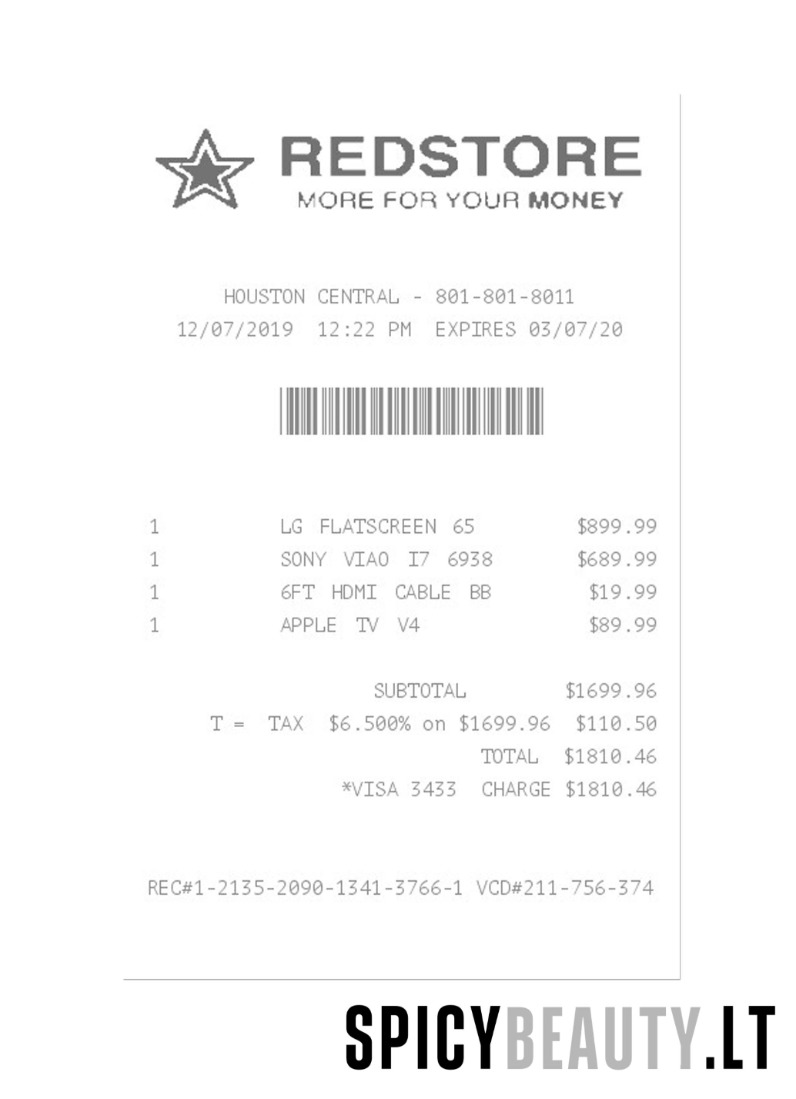 REDSTORE
MORE FOR YOUR MONEY
HOUSTON CENTRAL - 801-801-8011
12/07/2019 12:22 PM EXPIRES 03/07/20
1 LG FLATSCREEN 65 $899.99
1 SONY VIAO I7 6938 $689.99
1 6FT HDMI CABLE BB $19.99
1 APPLE TV V4 $89.99
SUBTOTAL $1699.96
T = TAX $6.500% on $1699.96 $110.50
TOTAL $1810.46
*VISA 3433 CHARGE $1810.46
REC#1-2135-2090-1341-3766-1 VCD#211-756-374
SPICYBEAUTY.LT